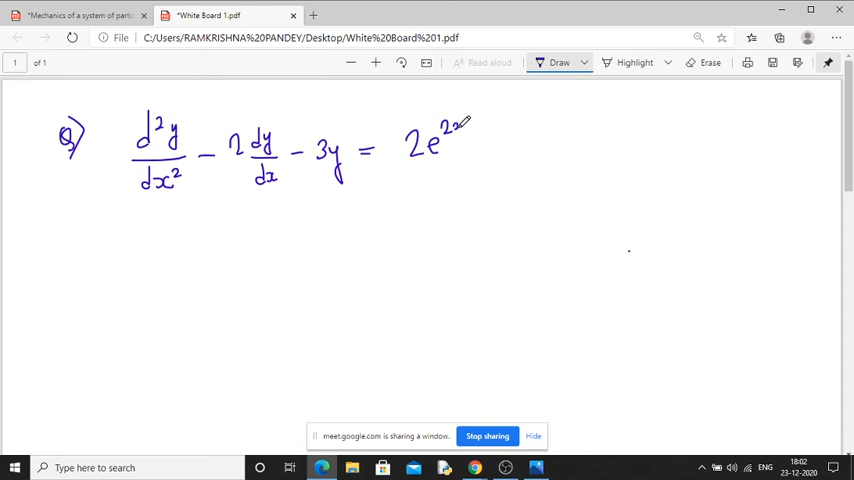 *Mechanics of a system of partic
*White Board 1.pdf
File C:/Users/RAMKRISHNA%20PANDEY/Desktop/White%20Board%201.pdf
1 of 1 Read aloud Draw Highlight Erase
Q) d²y/dx² - 2 dy/dx - 3y = 2e^2x
meet.google.com is sharing a window. Stop sharing Hide
Type here to search
ENG 18:02
23-12-2020